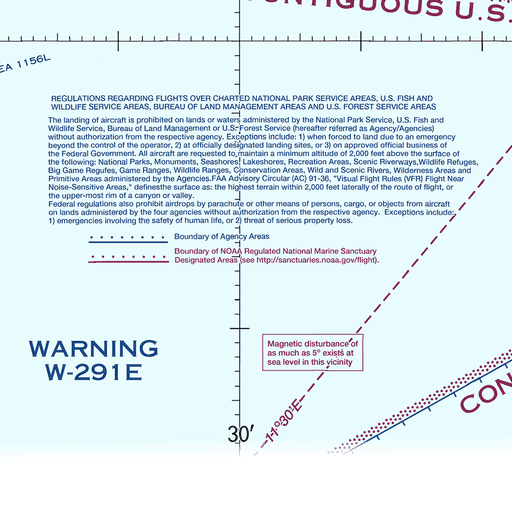 CONTIGUOUS U.S.
EA 1156L
REGULATIONS REGARDING FLIGHTS OVER CHARTED NATIONAL PARK SERVICE AREAS, U.S. FISH AND
WILDLIFE SERVICE AREAS, BUREAU OF LAND MANAGEMENT AREAS AND U.S. FOREST SERVICE AREAS
The landing of aircraft is prohibited on lands or waters administered by the National Park Service, U.S. Fish and
Wildlife Service, Bureau of Land Management or U.S. Forest Service (hereafter referred as Agency/Agencies)
without authorization from the respective agency. Exceptions include: 1) when forced to land due to an emergency
beyond the control of the operator, 2) at officially designated landing sites, or 3) on approved official business of
the Federal Government. All aircraft are requested to maintain a minimum altitude of 2,000 feet above the surface of
the following: National Parks, Monuments, Seashores, Lakeshores, Recreation Areas, Scenic Riverways,Wildlife Refuges,
Big Game Regufes, Game Ranges, Wildlife Ranges, Conservation Areas, Wild and Scenic Rivers, Wilderness Areas and
Primitive Areas administered by the Agencies.FAA Advisory Circular (AC) 91-36, "Visual Flight Rules (VFR) Flight Near
Noise-Sensitive Areas," definesthe surface as: the highest terrain within 2,000 feet laterally of the route of flight, or
the upper-most rim of a canyon or valley.
Federal regulations also prohibit airdrops by parachute or other means of persons, cargo, or objects from aircraft
on lands administered by the four agencies without authorization from the respective agency. Exceptions include:
1) emergencies involving the safety of human life, or 2) threat of serious property loss.
Boundary of Agency Areas
Boundary of NOAA Regulated National Marine Sanctuary
Designated Areas (see http://sanctuaries.noaa.gov/flight).
WARNING
W-291E
Magnetic disturbance of
as much as 5° exists at
sea level in this vicinity
30'
11°30'E
CON